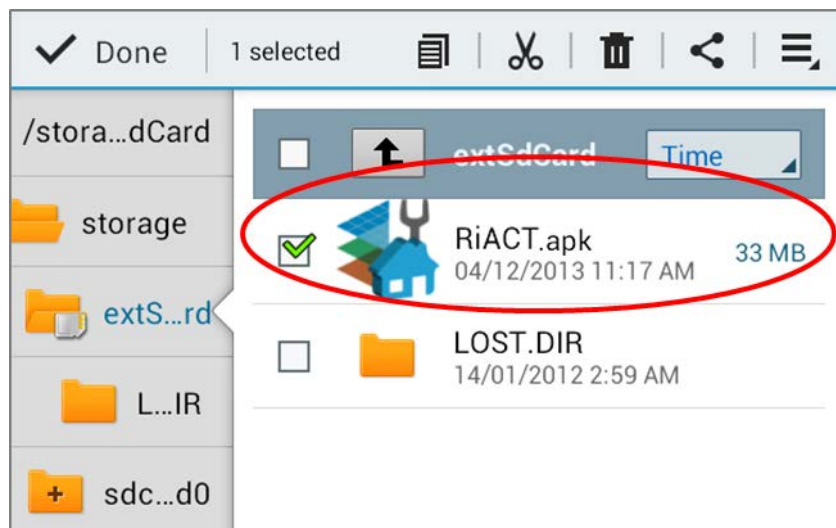 Done
1 selected
/stora...dCard
extSdCard
Time
storage
RiACT.apk
33 MB
04/12/2013 11:17 AM
extS...rd
LOST.DIR
14/01/2012 2:59 AM
L...IR
sdc...d0